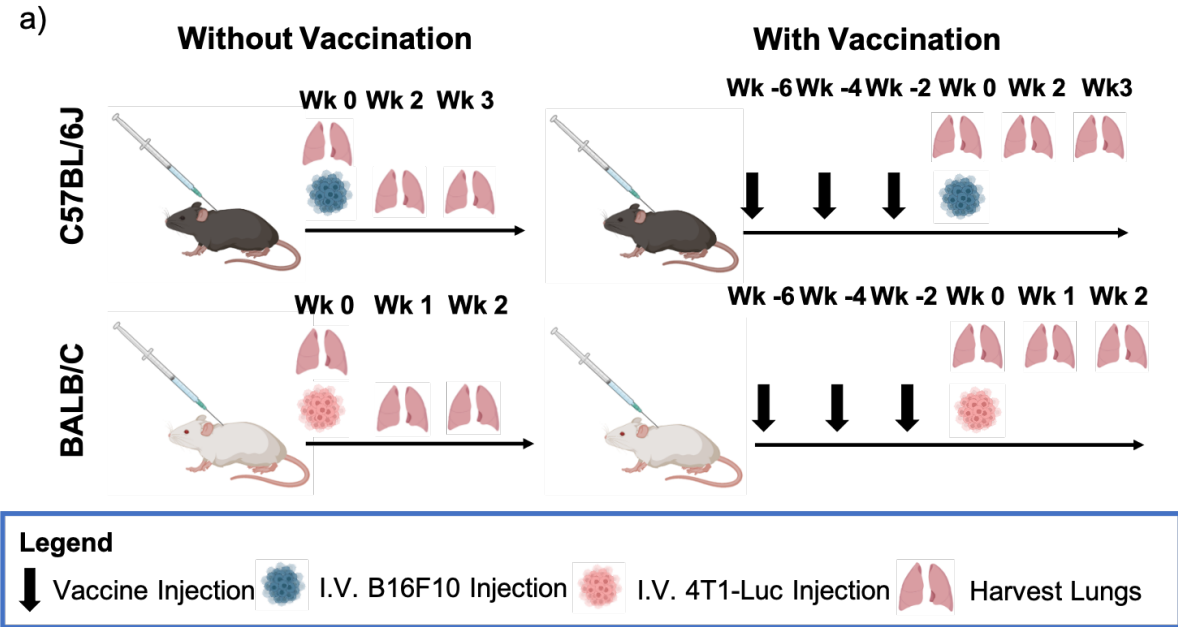 a)
Without Vaccination
With Vaccination
C57BL/6J
Wk 0 Wk 2 Wk 3
Wk -6 Wk -4 Wk -2 Wk 0 Wk 2 Wk3
BALB/C
Wk 0 Wk 1 Wk 2
Wk -6 Wk -4 Wk -2 Wk 0 Wk 1 Wk 2
Legend
Vaccine Injection I.V. B16F10 Injection I.V. 4T1-Luc Injection Harvest Lungs